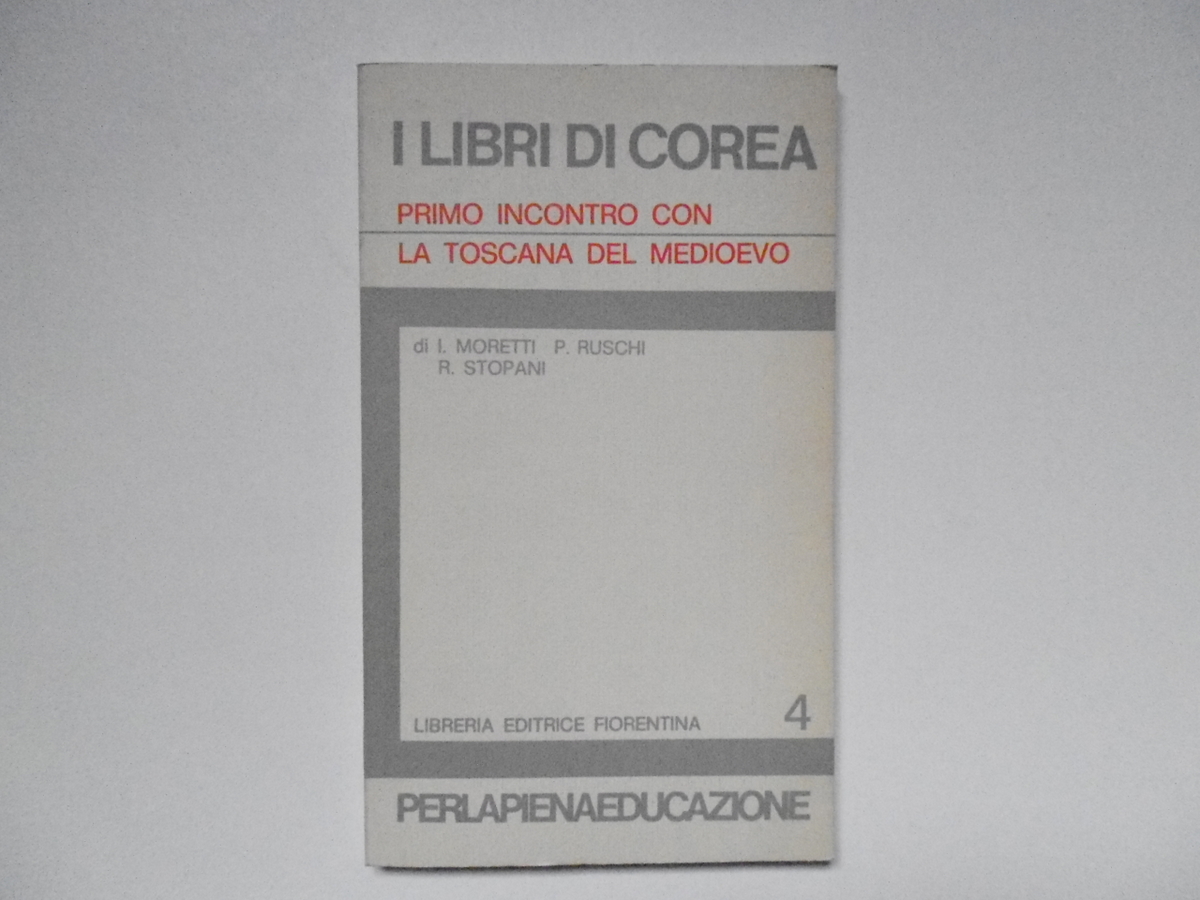 I LIBRI DI COREA
PRIMO INCONTRO CON
LA TOSCANA DEL MEDIOEVO
di I. MORETTI P. RUSCHI
R. STOPANI
LIBRERIA EDITRICE FIORENTINA 4
PERLAPIENAEDUCAZIONE